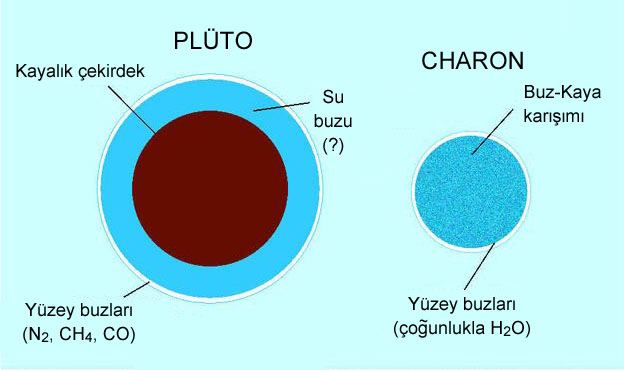 PLÜTO
Kayalık çekirdek
Su
buzu
(?)
Yüzey buzları
(N₂, CH₄, CO)
CHARON
Buz-Kaya
karışımı
Yüzey buzları
(çoğunlukla H₂O)